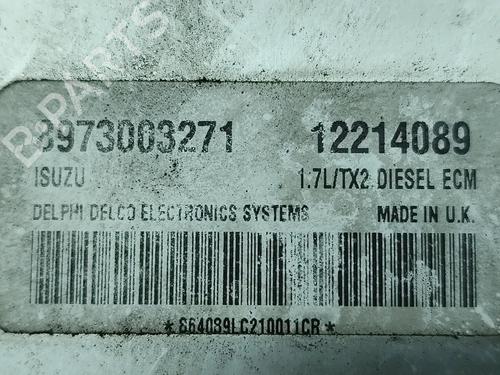 B-PARTS
8973003271 12214089
ISUZU 1.7L/TX2 DIESEL ECM
DELPHI DELCO ELECTRONICS SYSTEMS MADE IN U.K.
*664089LC210011CR*